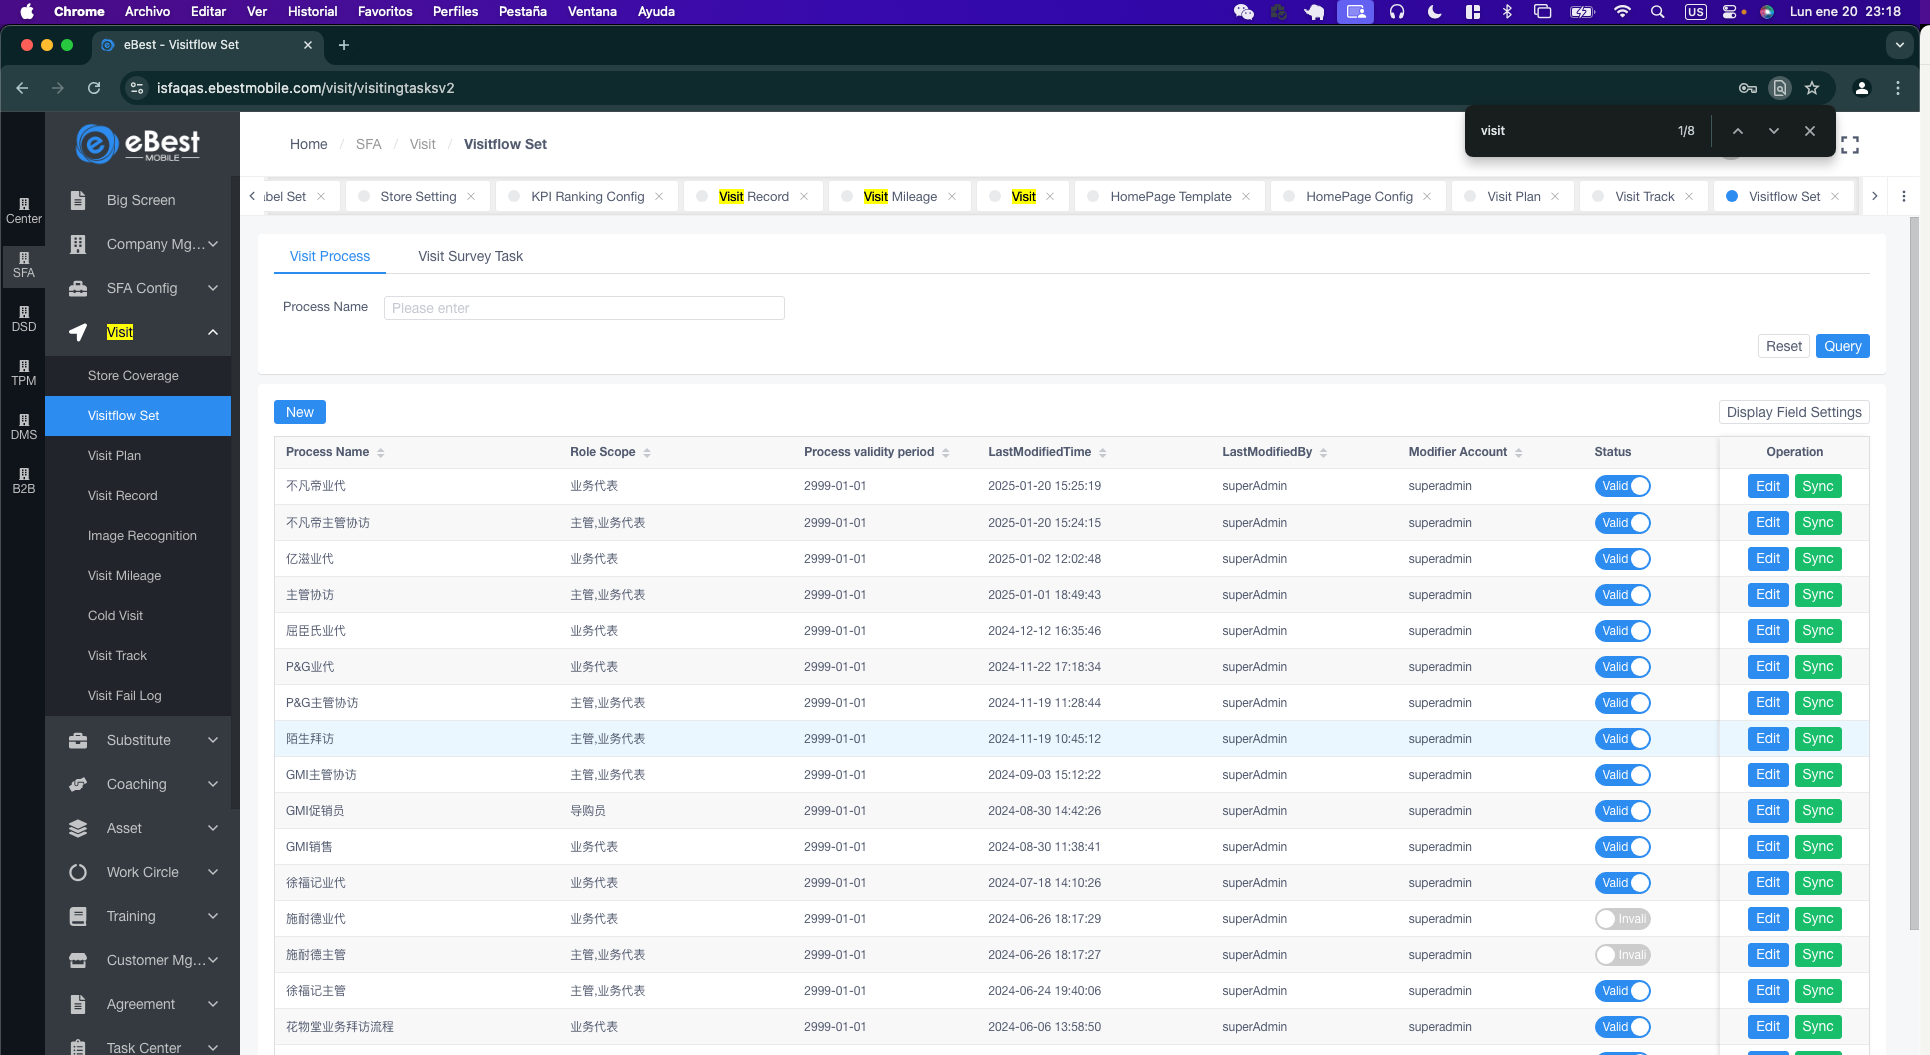 Chrome Archivo Editar Ver Historial Favoritos Perfiles Pestaña Ventana Ayuda US Lun ene 20 23:18
eBest - Visitflow Set
isfaqas.ebestmobile.com/visit/visitingtasksv2
visit 1/8
eBest
MOBILE
Home / SFA / Visit / Visitflow Set
abel Set Store Setting KPI Ranking Config Visit Record Visit Mileage Visit HomePage Template HomePage Config Visit Plan Visit Track Visitflow Set
Center
SFA
DSD
TPM
DMS
B2B
Big Screen
Company Mg...
SFA Config
Visit
Store Coverage
Visitflow Set
Visit Plan
Visit Record
Image Recognition
Visit Mileage
Cold Visit
Visit Track
Visit Fail Log
Substitute
Coaching
Asset
Work Circle
Training
Customer Mg...
Agreement
Task Center
Visit Process Visit Survey Task
Process Name Please enter
Reset Query
New Display Field Settings
Process Name Role Scope Process validity period LastModifiedTime LastModifiedBy Modifier Account Status Operation
不凡帝业代 业务代表 2999-01-01 2025-01-20 15:25:19 superAdmin superadmin Valid Edit Sync
不凡帝主管协访 主管,业务代表 2999-01-01 2025-01-20 15:24:15 superAdmin superadmin Valid Edit Sync
亿滋业代 业务代表 2999-01-01 2025-01-02 12:02:48 superAdmin superadmin Valid Edit Sync
主管协访 主管,业务代表 2999-01-01 2025-01-01 18:49:43 superAdmin superadmin Valid Edit Sync
屈臣氏业代 业务代表 2999-01-01 2024-12-12 16:35:46 superAdmin superadmin Valid Edit Sync
P&G业代 业务代表 2999-01-01 2024-11-22 17:18:34 superAdmin superadmin Valid Edit Sync
P&G主管协访 主管,业务代表 2999-01-01 2024-11-19 11:28:44 superAdmin superadmin Valid Edit Sync
陌生拜访 主管,业务代表 2999-01-01 2024-11-19 10:45:12 superAdmin superadmin Valid Edit Sync
GMI主管协访 主管,业务代表 2999-01-01 2024-09-03 15:12:22 superAdmin superadmin Valid Edit Sync
GMI促销员 导购员 2999-01-01 2024-08-30 14:42:26 superAdmin superadmin Valid Edit Sync
GMI销售 业务代表 2999-01-01 2024-08-30 11:38:41 superAdmin superadmin Valid Edit Sync
徐福记业代 业务代表 2999-01-01 2024-07-18 14:10:26 superAdmin superadmin Valid Edit Sync
施耐德业代 业务代表 2999-01-01 2024-06-26 18:17:29 superAdmin superadmin Invali Edit Sync
施耐德主管 主管,业务代表 2999-01-01 2024-06-26 18:17:27 superAdmin superadmin Invali Edit Sync
徐福记主管 主管,业务代表 2999-01-01 2024-06-24 19:40:06 superAdmin superadmin Valid Edit Sync
花物堂业务拜访流程 业务代表 2999-01-01 2024-06-06 13:58:50 superAdmin superadmin Valid Edit Sync